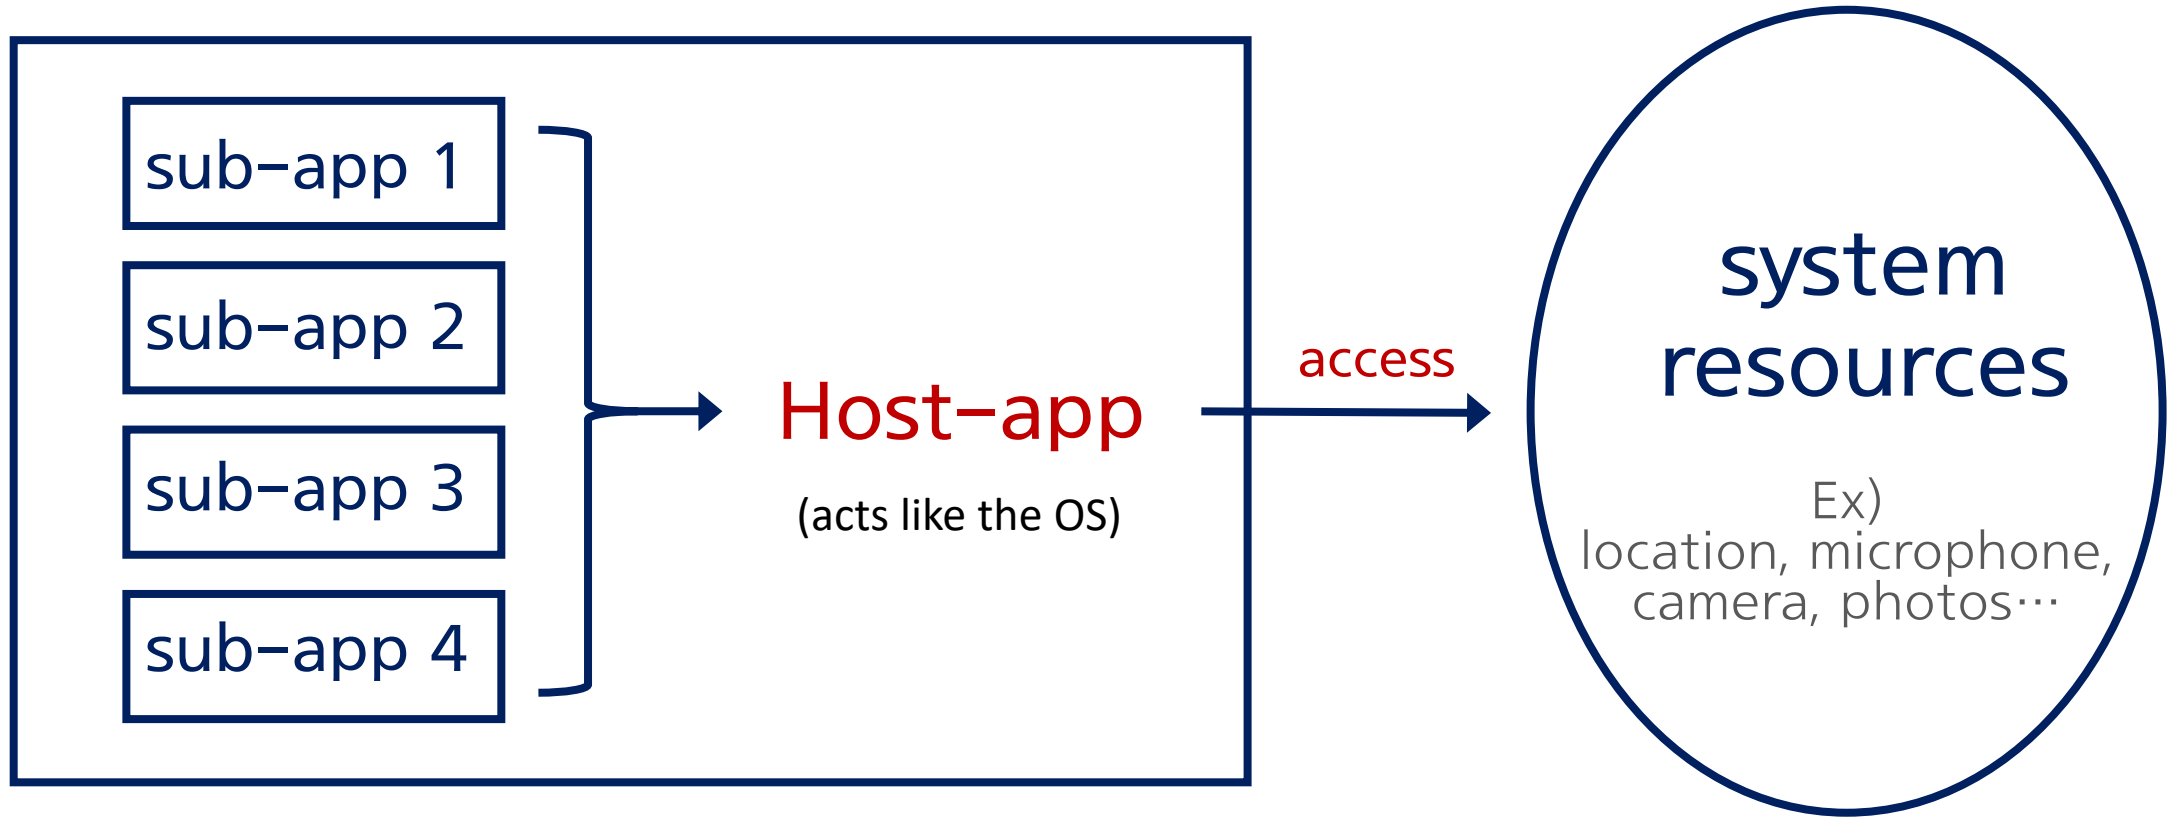 sub-app 1
sub-app 2
sub-app 3
sub-app 4
Host-app
(acts like the OS)
access
system
resources
Ex)
location, microphone,
camera, photos…